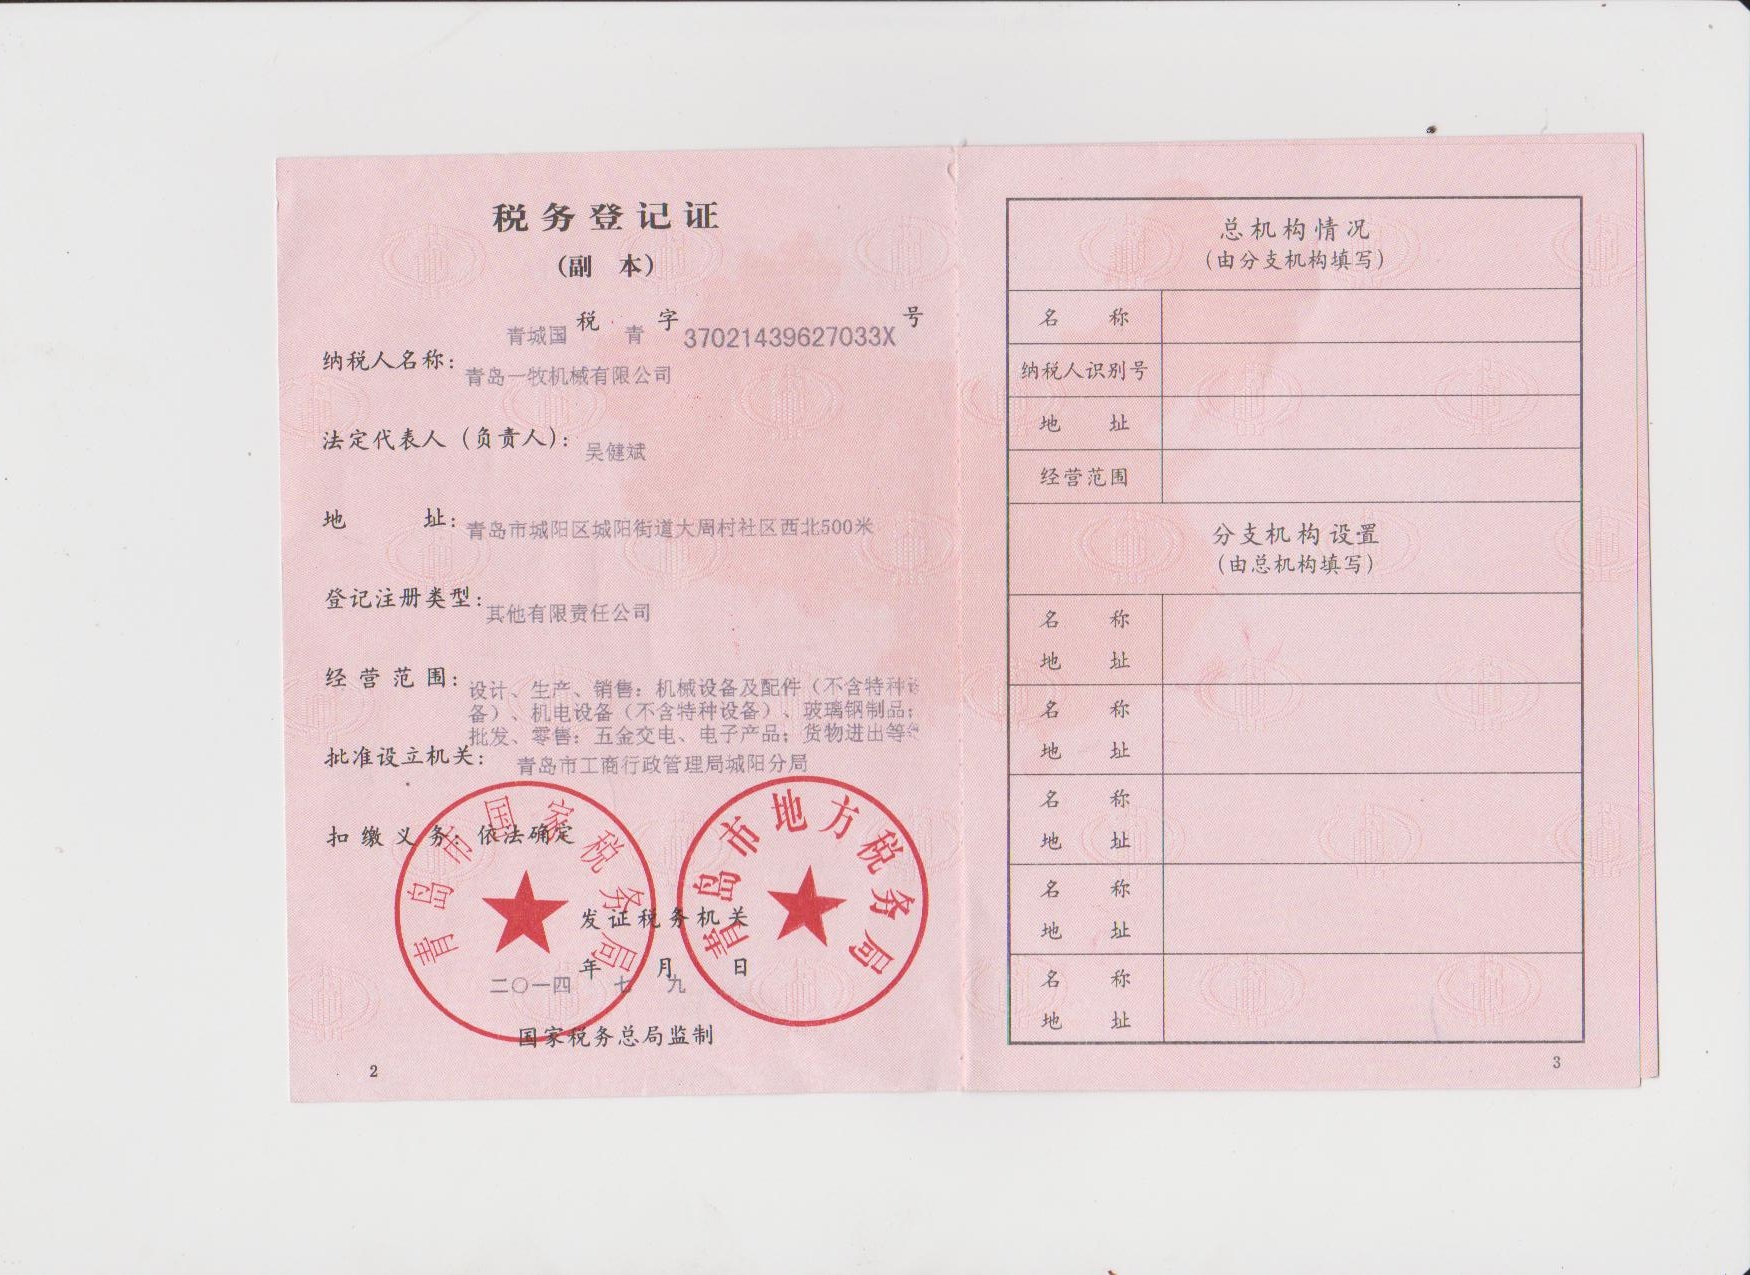 税务登记证
(副 本)
青城国 税 青 字 37021439627033X 号
纳税人名称: 青岛一牧机械有限公司
法定代表人(负责人): 吴健斌
地 址: 青岛市城阳区城阳街道大周村社区西北500米
登记注册类型: 其他有限责任公司
经营范围: 设计、生产、销售:机械设备及配件(不含特种设
备)、机电设备(不含特种设备)、玻璃钢制品;
批发、零售:五金交电、电子产品;货物进出等
批准设立机关: 青岛市工商行政管理局城阳分局
扣缴义务: 依法确定
青岛市国家税务局
青岛市地方税务局
发证税务机关
二〇一四 年 七 月 九 日
国家税务总局监制
2
总机构情况
(由分支机构填写)
名 称
纳税人识别号
地 址
经营范围
分支机构设置
(由总机构填写)
名 称
地 址
名 称
地 址
名 称
地 址
名 称
地 址
名 称
地 址
3